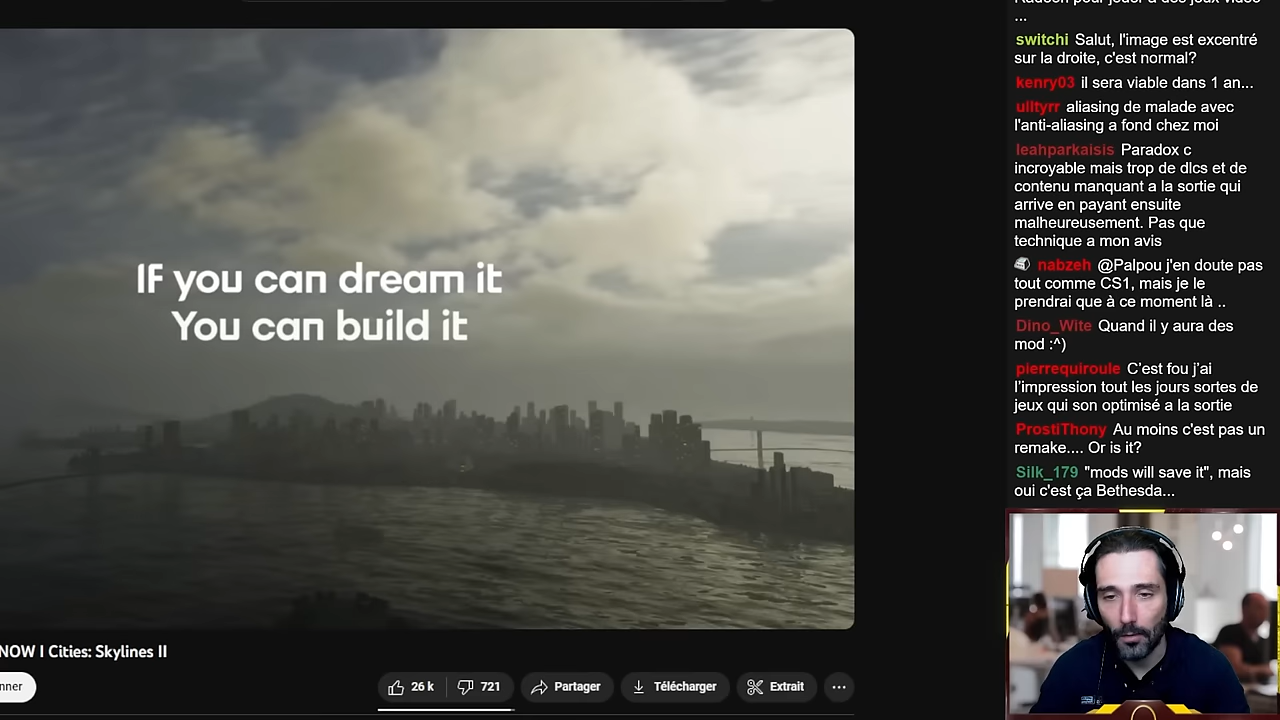 ...
switchi Salut, l'image est excentré
sur la droite, c'est normal?
kenry03 il sera viable dans 1 an...
ulltyrr aliasing de malade avec
l'anti-aliasing a fond chez moi
leahparkaisis Paradox c
incroyable mais trop de dlcs et de
contenu manquant a la sortie qui
arrive en payant ensuite
malheureusement. Pas que
technique a mon avis
nabzeh @Palpou j'en doute pas
tout comme CS1, mais je le
prendrai que à ce moment là ..
Dino_Wite Quand il y aura des
mod :^)
pierrequiroule C'est fou j'ai
l'impression tout les jours sortes de
jeux qui son optimisé a la sortie
ProstiThony Au moins c'est pas un
remake.... Or is it?
Silk_179 "mods will save it", mais
oui c'est ça Bethesda...
IF you can dream it
You can build it
NOW I Cities: Skylines II
nner
26 k
721
Partager
Télécharger
Extrait
...